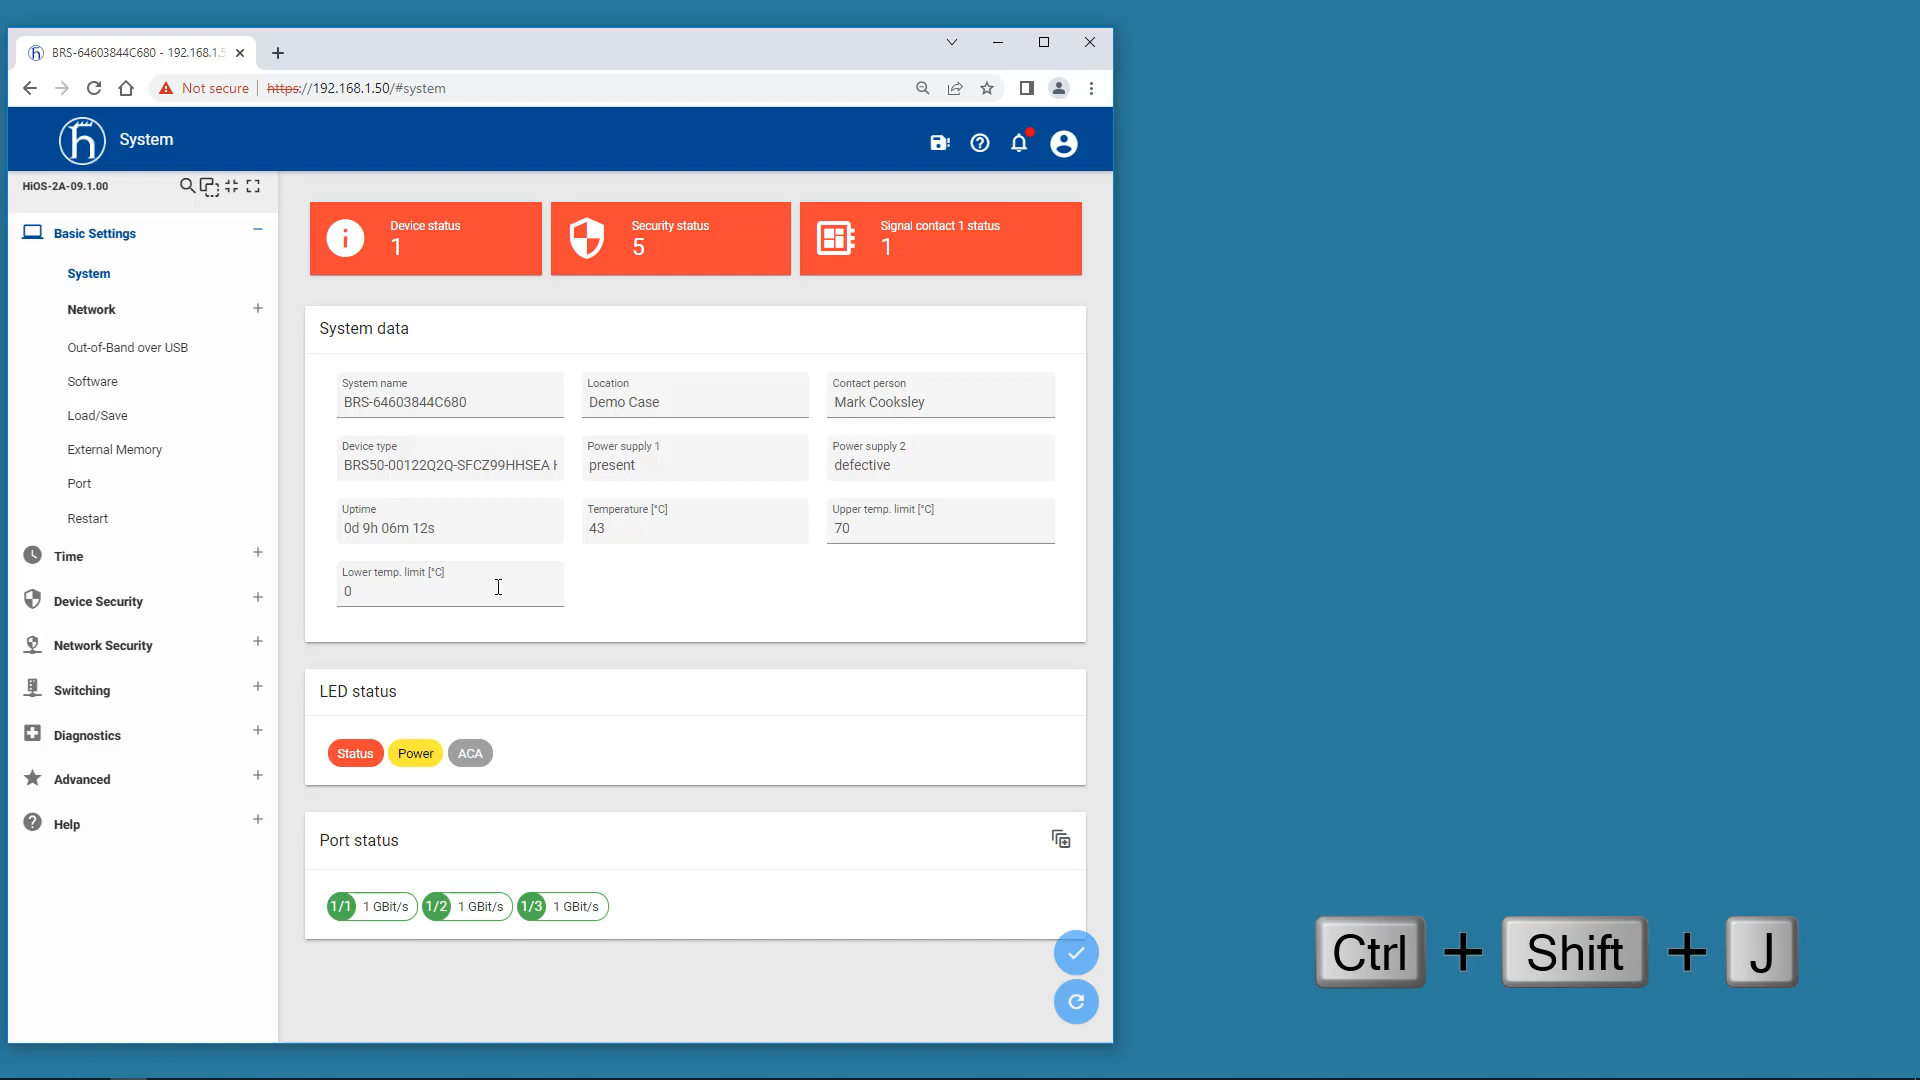 BRS-64603844C680 - 192.168.1.5
Not secure
https://192.168.1.50/#system
System
HiOS-2A-09.1.00
Basic Settings
System
Network
Out-of-Band over USB
Software
Load/Save
External Memory
Port
Restart
Time
Device Security
Network Security
Switching
Diagnostics
Advanced
Help
Device status
1
Security status
5
Signal contact 1 status
1
System data
System name
BRS-64603844C680
Location
Demo Case
Contact person
Mark Cooksley
Device type
BRS50-00122Q2Q-SFCZ99HHSEA H
Power supply 1
present
Power supply 2
defective
Uptime
0d 9h 06m 12s
Temperature [°C]
43
Upper temp. limit [°C]
70
Lower temp. limit [°C]
0
LED status
Status Power ACA
Port status
1/1 1 GBit/s 1/2 1 GBit/s 1/3 1 GBit/s
Ctrl + Shift + J